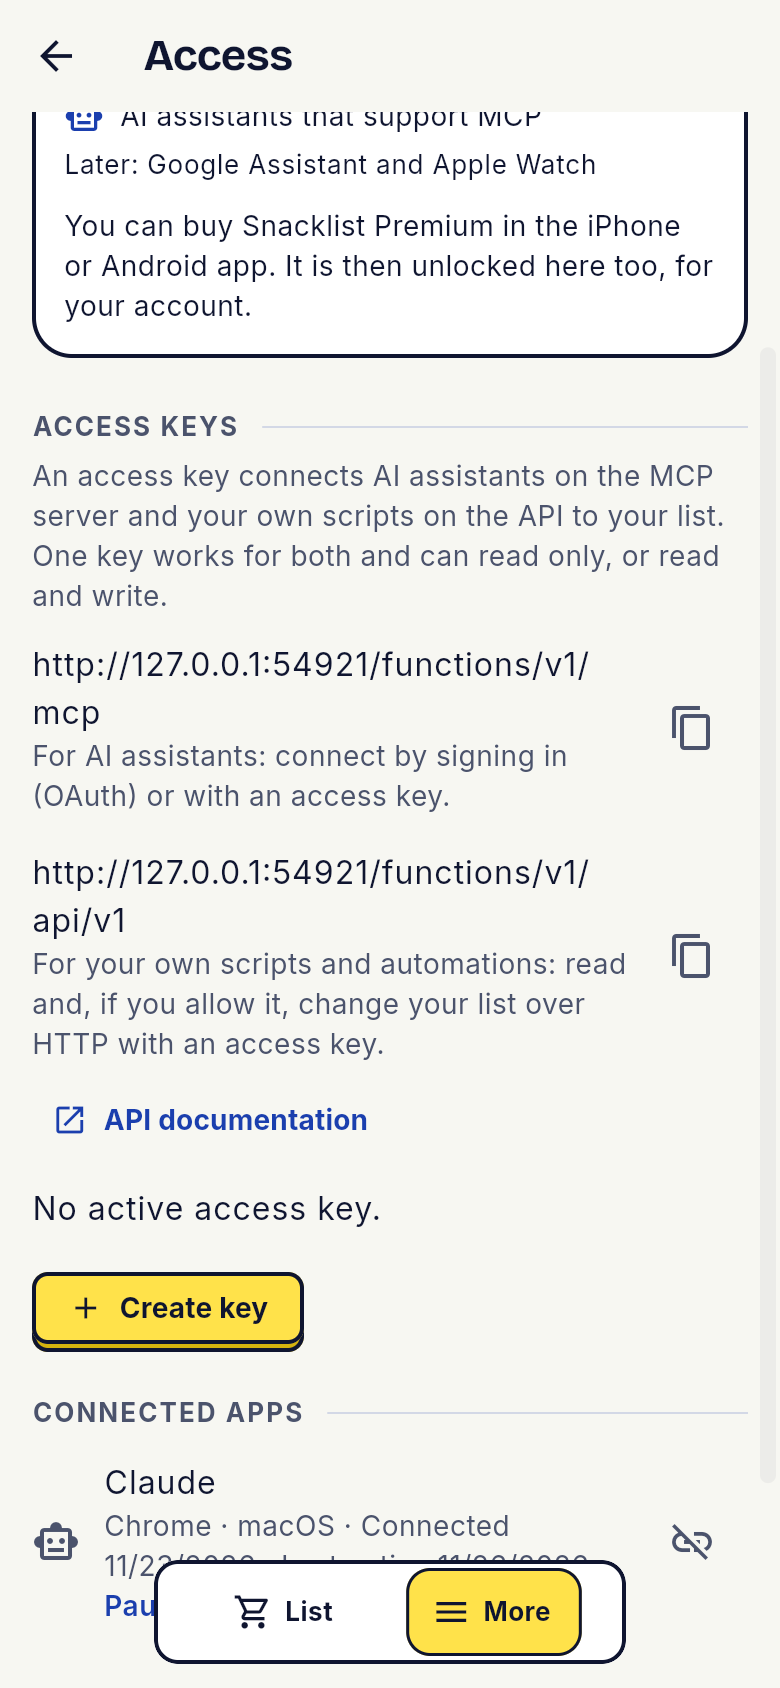 Access
AI assistants that support MCP
Later: Google Assistant and Apple Watch
You can buy Snacklist Premium in the iPhone
or Android app. It is then unlocked here too, for
your account.
ACCESS KEYS
An access key connects AI assistants on the MCP
server and your own scripts on the API to your list.
One key works for both and can read only, or read
and write.
http://127.0.0.1:54921/functions/v1/
mcp
For AI assistants: connect by signing in
(OAuth) or with an access key.
http://127.0.0.1:54921/functions/v1/
api/v1
For your own scripts and automations: read
and, if you allow it, change your list over
HTTP with an access key.
API documentation
No active access key.
Create key
CONNECTED APPS
Claude
Chrome · macOS · Connected
List
More